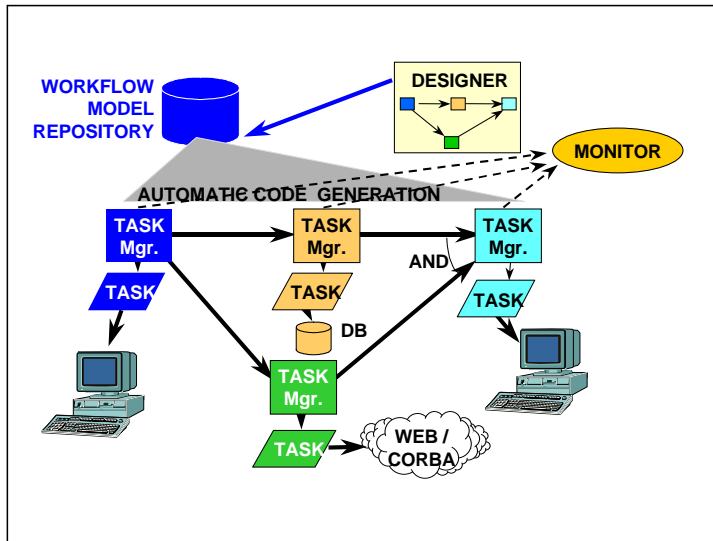 WORKFLOW
MODEL
REPOSITORY
DESIGNER
MONITOR
AUTOMATIC CODE GENERATION
TASK
Mgr.
TASK
Mgr.
TASK
Mgr.
AND
TASK
TASK
TASK
DB
TASK
Mgr.
TASK
WEB /
CORBA